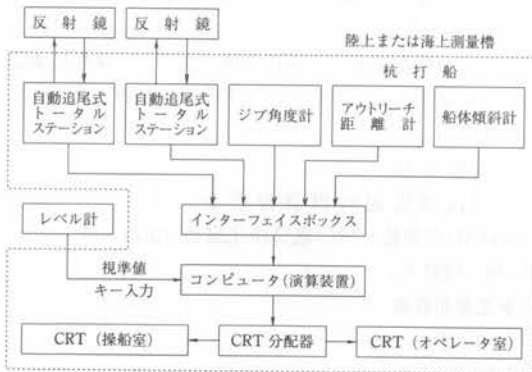 反射鏡
反射鏡
陸上または海上測量槽
杭打船
自動追尾式
トータル
ステーション
自動追尾式
トータル
ステーション
ジブ角度計
アウトリーチ
距離計
船体傾斜計
レベル計
インターフェイスボックス
視準値
キー入力
コンピュータ(演算装置)
CRT(操船室)
CRT分配器
CRT(オペレータ室)